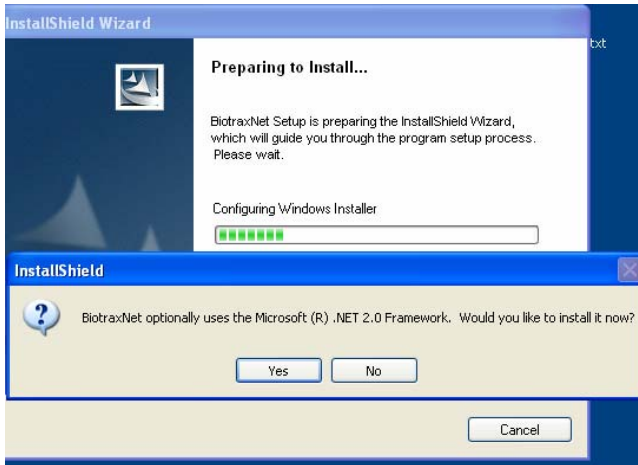 InstallShield Wizard
txt
Preparing to Install...
BiotraxNet Setup is preparing the InstallShield Wizard,
which will guide you through the program setup process.
Please wait.
Configuring Windows Installer
InstallShield
BiotraxNet optionally uses the Microsoft (R) .NET 2.0 Framework.  Would you like to install it now?
Yes
No
Cancel